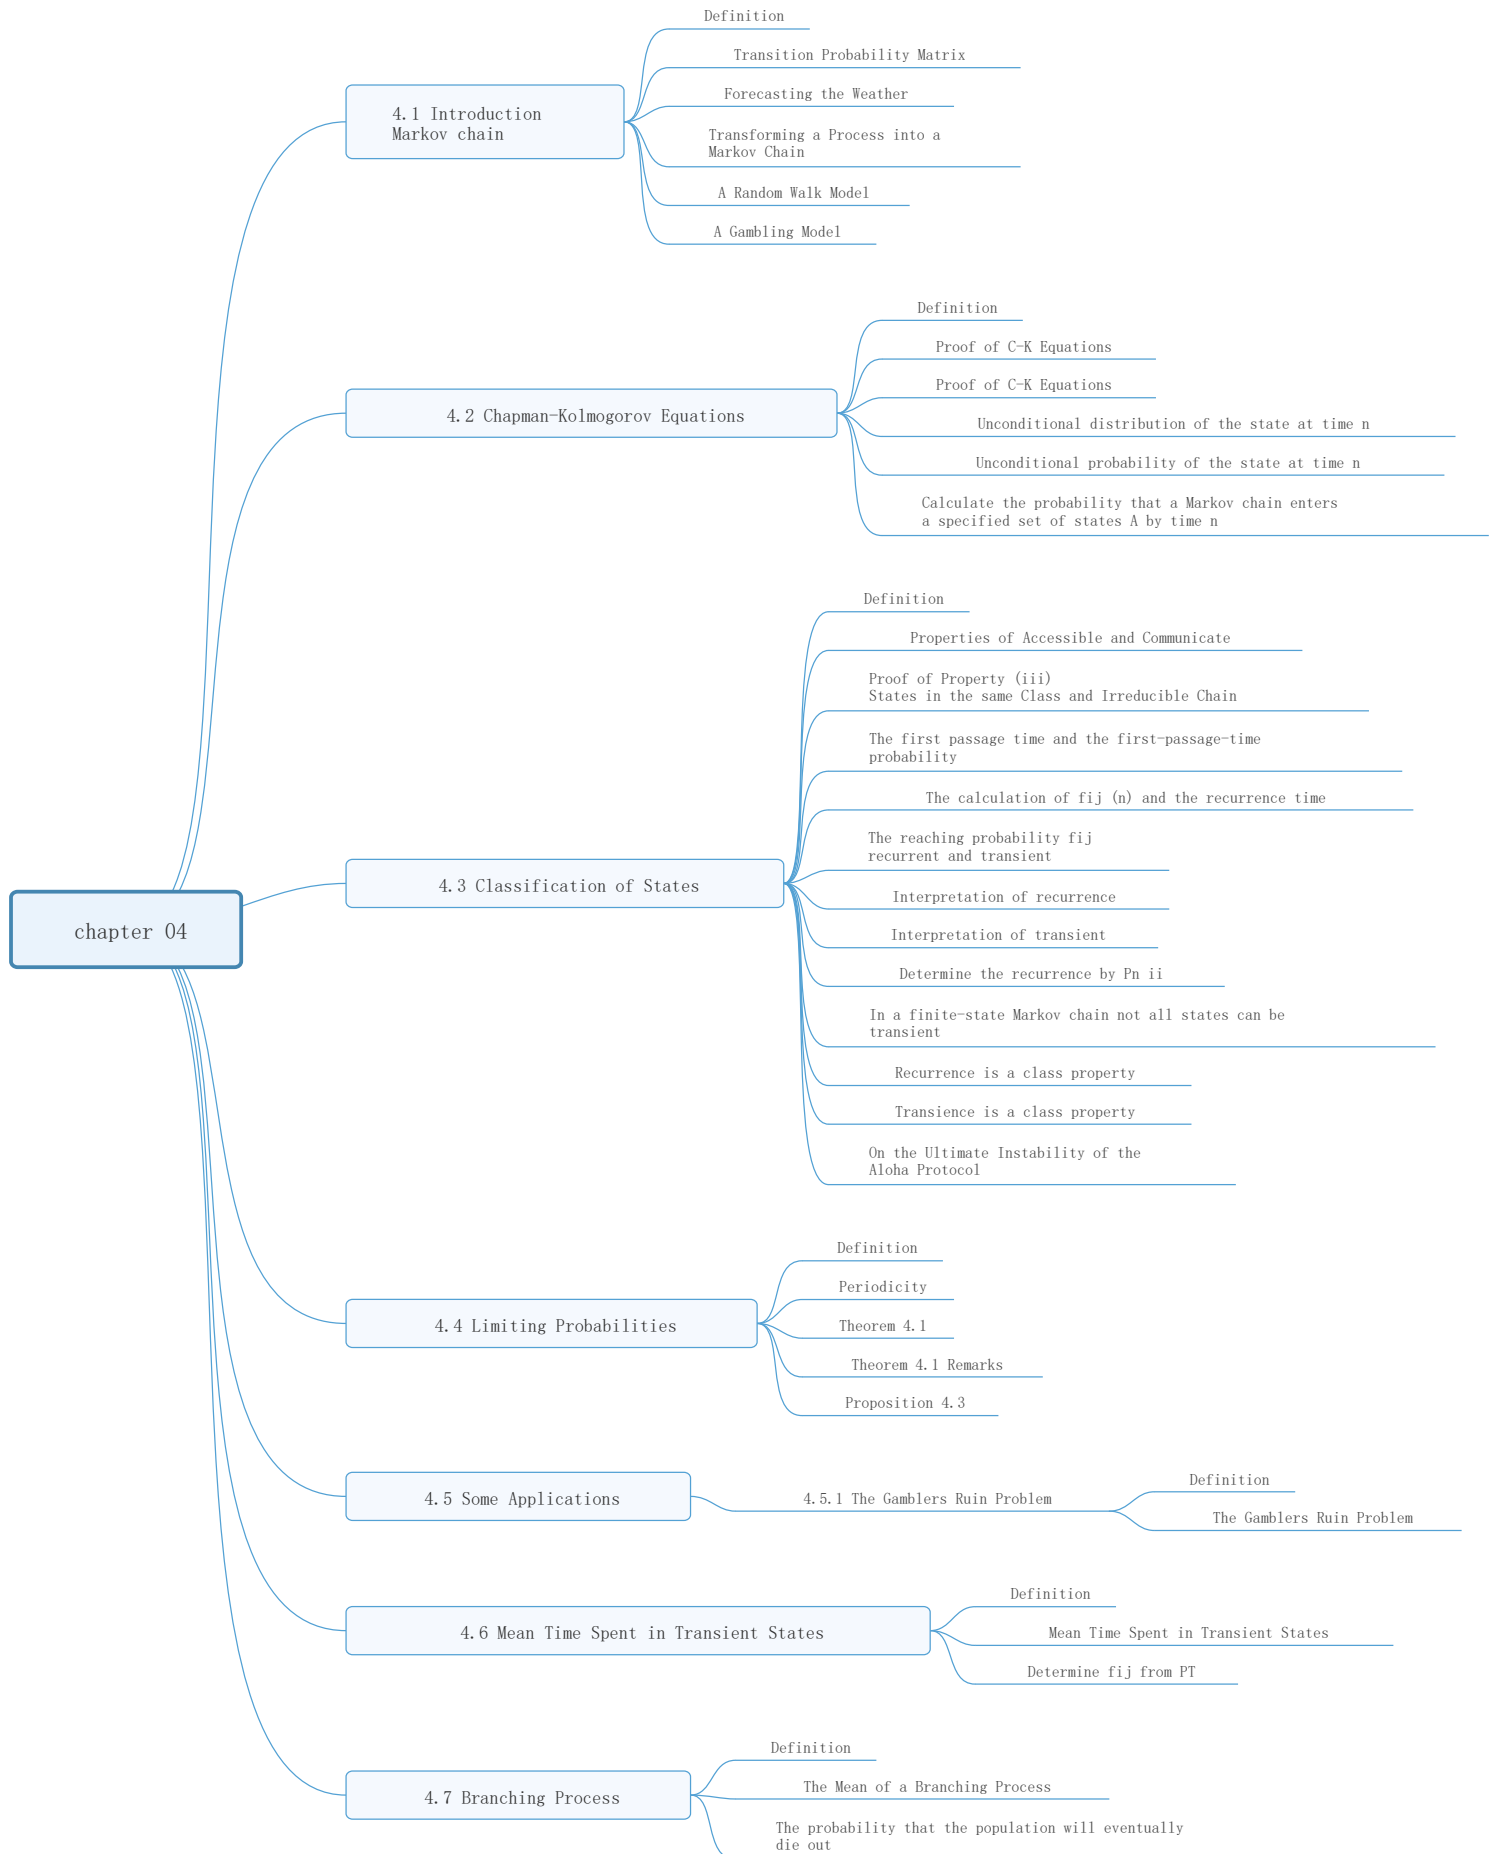 chapter 04
4.1 Introduction
Markov chain
Definition
Transition Probability Matrix
Forecasting the Weather
Transforming a Process into a
Markov Chain
A Random Walk Model
A Gambling Model
4.2 Chapman-Kolmogorov Equations
Definition
Proof of C-K Equations
Proof of C-K Equations
Unconditional distribution of the state at time n
Unconditional probability of the state at time n
Calculate the probability that a Markov chain enters
a specified set of states A by time n
4.3 Classification of States
Definition
Properties of Accessible and Communicate
Proof of Property (iii)
States in the same Class and Irreducible Chain
The first passage time and the first-passage-time
probability
The calculation of fij (n) and the recurrence time
The reaching probability fij
recurrent and transient
Interpretation of recurrence
Interpretation of transient
Determine the recurrence by Pn ii
In a finite-state Markov chain not all states can be
transient
Recurrence is a class property
Transience is a class property
On the Ultimate Instability of the
Aloha Protocol
4.4 Limiting Probabilities
Definition
Periodicity
Theorem 4.1
Theorem 4.1 Remarks
Proposition 4.3
4.5 Some Applications
4.5.1 The Gamblers Ruin Problem
Definition
The Gamblers Ruin Problem
4.6 Mean Time Spent in Transient States
Definition
Mean Time Spent in Transient States
Determine fij from PT
4.7 Branching Process
Definition
The Mean of a Branching Process
The probability that the population will eventually
die out